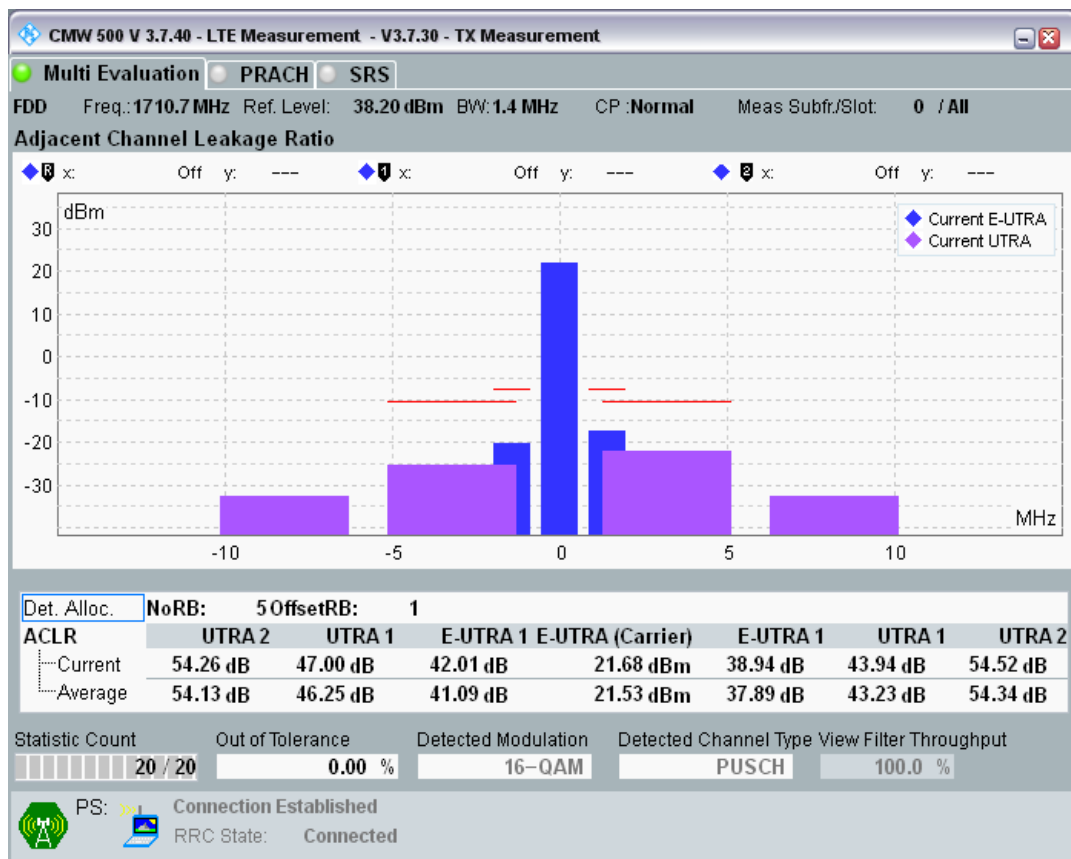 CMW 500 V 3.7.40 - LTE Measurement - V3.7.30 - TX Measurement
Multi Evaluation PRACH SRS
FDD Freq.: 1710.7 MHz Ref. Level: 38.20 dBm BW: 1.4 MHz CP :Normal Meas Subfr./Slot: 0 / All
Adjacent Channel Leakage Ratio
R x: Off y: --- 1 x: Off y: --- 2 x: Off y: ---
dBm
Current E-UTRA
Current UTRA
30
20
10
0
-10
-20
-30
MHz
-10 -5 0 5 10
Det. Alloc. NoRB: 5 OffsetRB: 1
ACLR UTRA 2 UTRA 1 E-UTRA 1 E-UTRA (Carrier) E-UTRA 1 UTRA 1 UTRA 2
Current 54.26 dB 47.00 dB 42.01 dB 21.68 dBm 38.94 dB 43.94 dB 54.52 dB
Average 54.13 dB 46.25 dB 41.09 dB 21.53 dBm 37.89 dB 43.23 dB 54.34 dB
Statistic Count Out of Tolerance Detected Modulation Detected Channel Type View Filter Throughput
20 / 20 0.00 % 16-QAM PUSCH 100.0 %
PS: Connection Established
RRC State: Connected